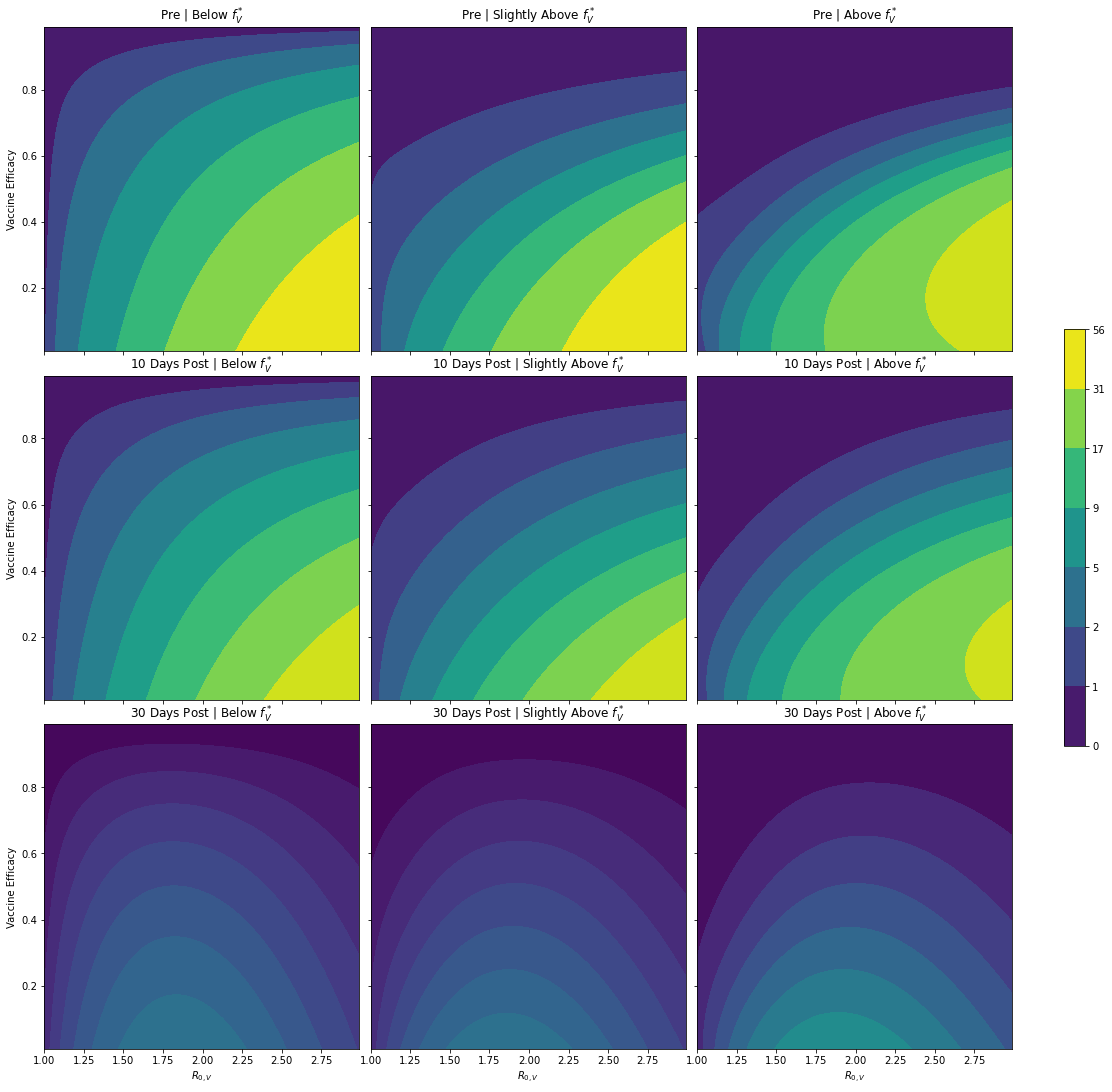 Pre | Below $f_V^*$
Pre | Slightly Above $f_V^*$
Pre | Above $f_V^*$
0.8
0.6
0.4
0.2
Vaccine Efficacy
10 Days Post | Below $f_V^*$
10 Days Post | Slightly Above $f_V^*$
10 Days Post | Above $f_V^*$
0.8
0.6
0.4
0.2
Vaccine Efficacy
30 Days Post | Below $f_V^*$
30 Days Post | Slightly Above $f_V^*$
30 Days Post | Above $f_V^*$
0.8
0.6
0.4
0.2
Vaccine Efficacy
1.00 1.25 1.50 1.75 2.00 2.25 2.50 2.75
$R_{0,V}$
1.00 1.25 1.50 1.75 2.00 2.25 2.50 2.75
$R_{0,V}$
1.00 1.25 1.50 1.75 2.00 2.25 2.50 2.75
$R_{0,V}$
56
31
17
9
5
2
1
0